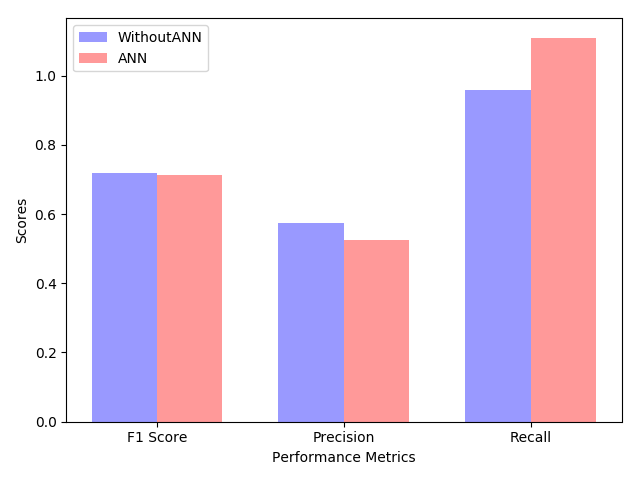 WithoutANN
ANN
1.0
0.8
0.6
0.4
0.2
0.0
Scores
F1 Score
Precision
Recall
Performance Metrics